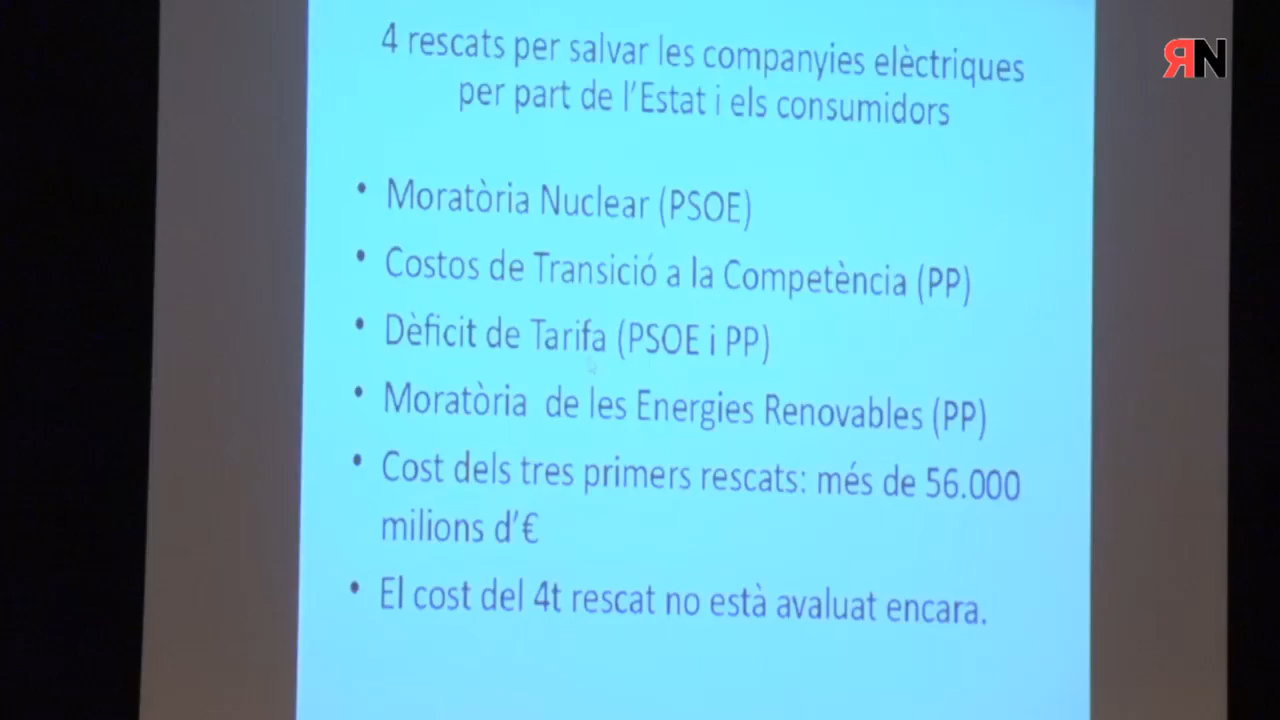 4 rescats per salvar les companyies elèctriques
per part de l'Estat i els consumidors
• Moratòria Nuclear (PSOE)
• Costos de Transició a la Competència (PP)
• Dèficit de Tarifa (PSOE i PP)
• Moratòria de les Energies Renovables (PP)
• Cost dels tres primers rescats: més de 56.000
milions d'€
• El cost del 4t rescat no està avaluat encara.
ЯN